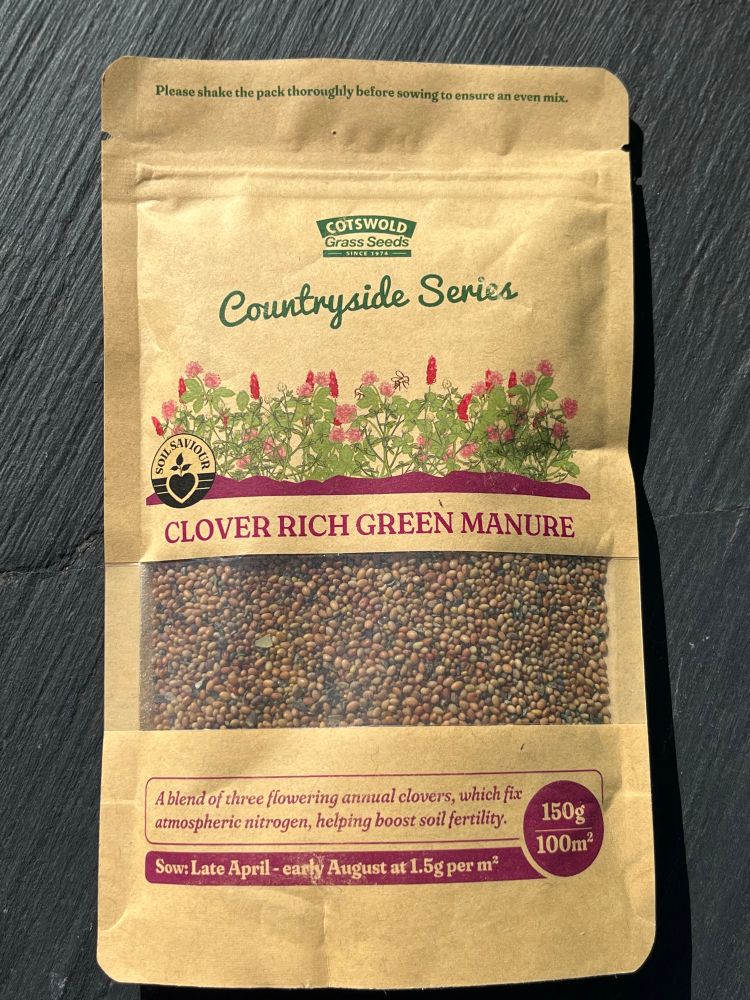 Please shake the pack thoroughly before sowing to ensure an even mix.
COTSWOLD
Grass Seeds
SINCE 1974
Countryside Series
SOIL SAVIOUR
CLOVER RICH GREEN MANURE
A blend of three flowering annual clovers, which fix
atmospheric nitrogen, helping boost soil fertility.
150g
100m²
Sow: Late April - early August at 1.5g per m²